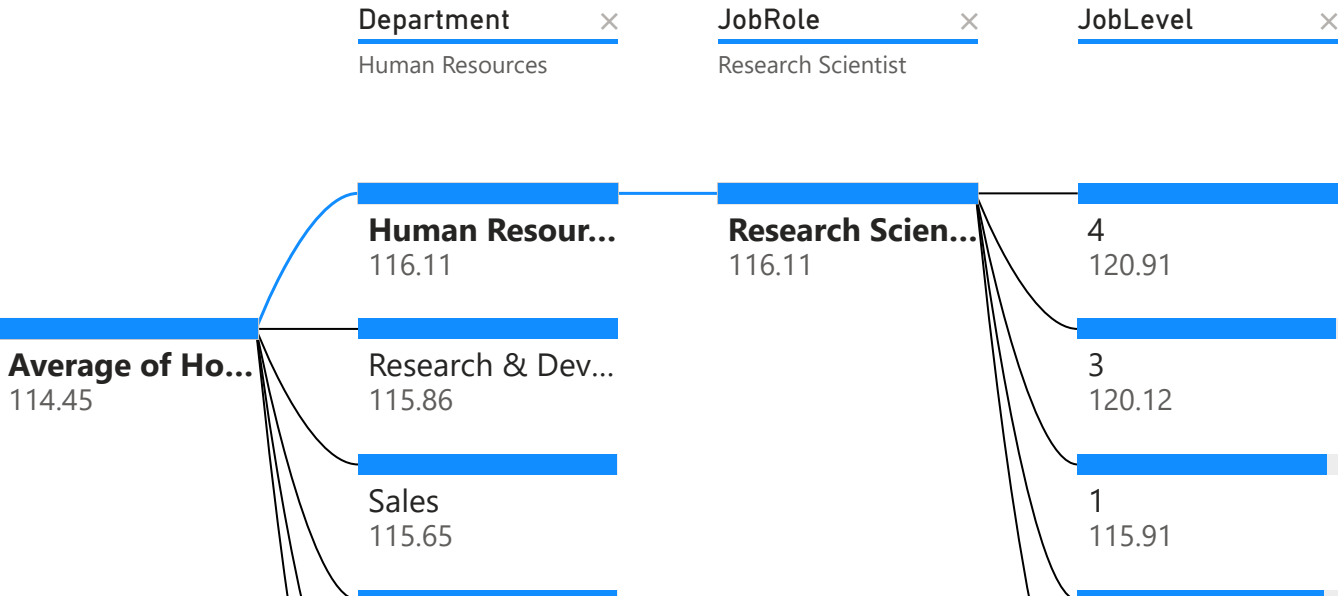 Department ×
JobRole ×
JobLevel ×
Human Resources
Research Scientist
Human Resour...
116.11
Research Scien...
116.11
4
120.91
Average of Ho...
114.45
Research & Dev...
115.86
3
120.12
Sales
115.65
1
115.91